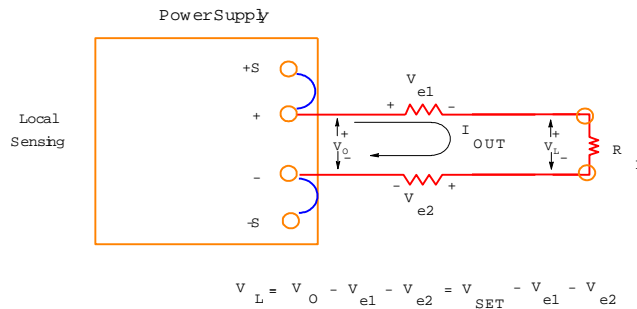 PowerSupply
+S
V e1
+ -
Local
Sensing
+
+
V O
-
I OUT
+
V L
-
R
-
- +
V e2
-S
V L = V O - V e1 - V e2 = V SET - V e1 - V e2